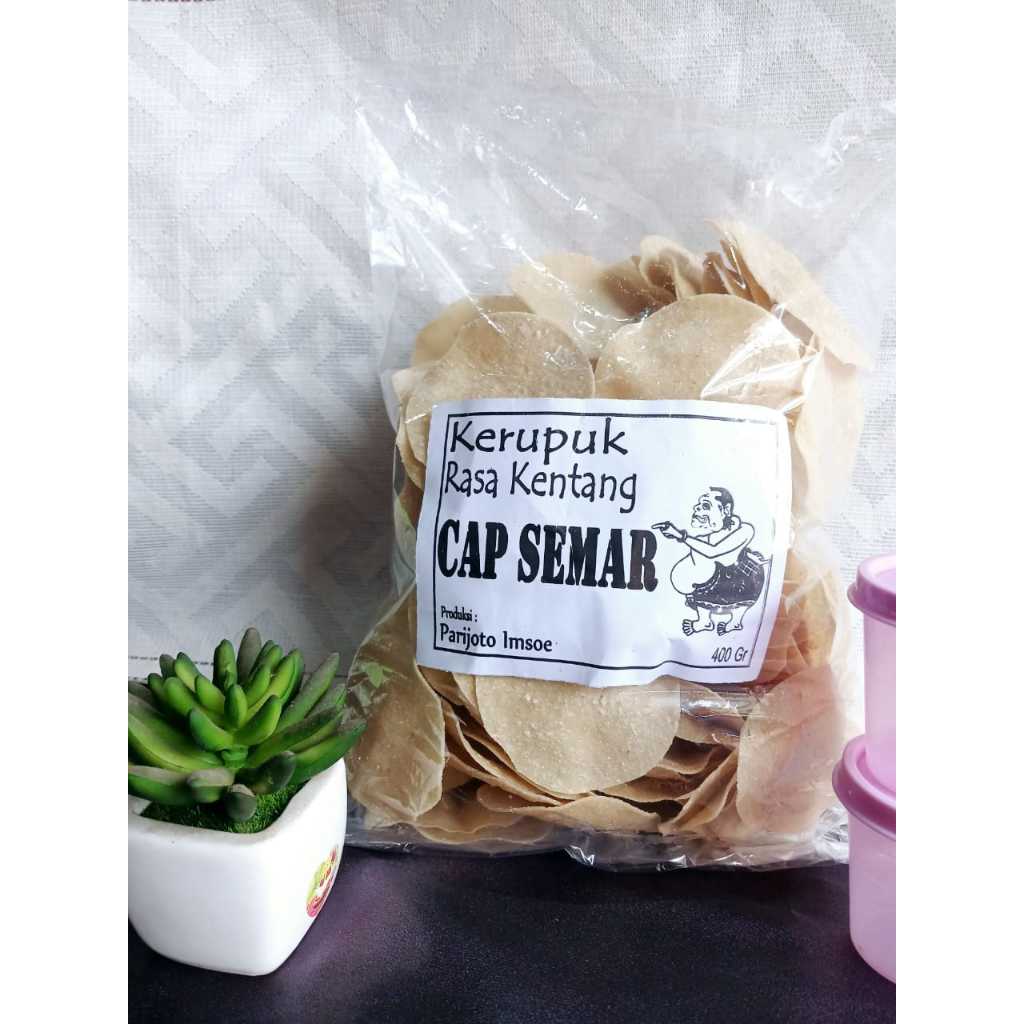 Kerupuk
Rasa Kentang
CAP SEMAR
Produksi :
Parijoto Imsoe
400 Gr